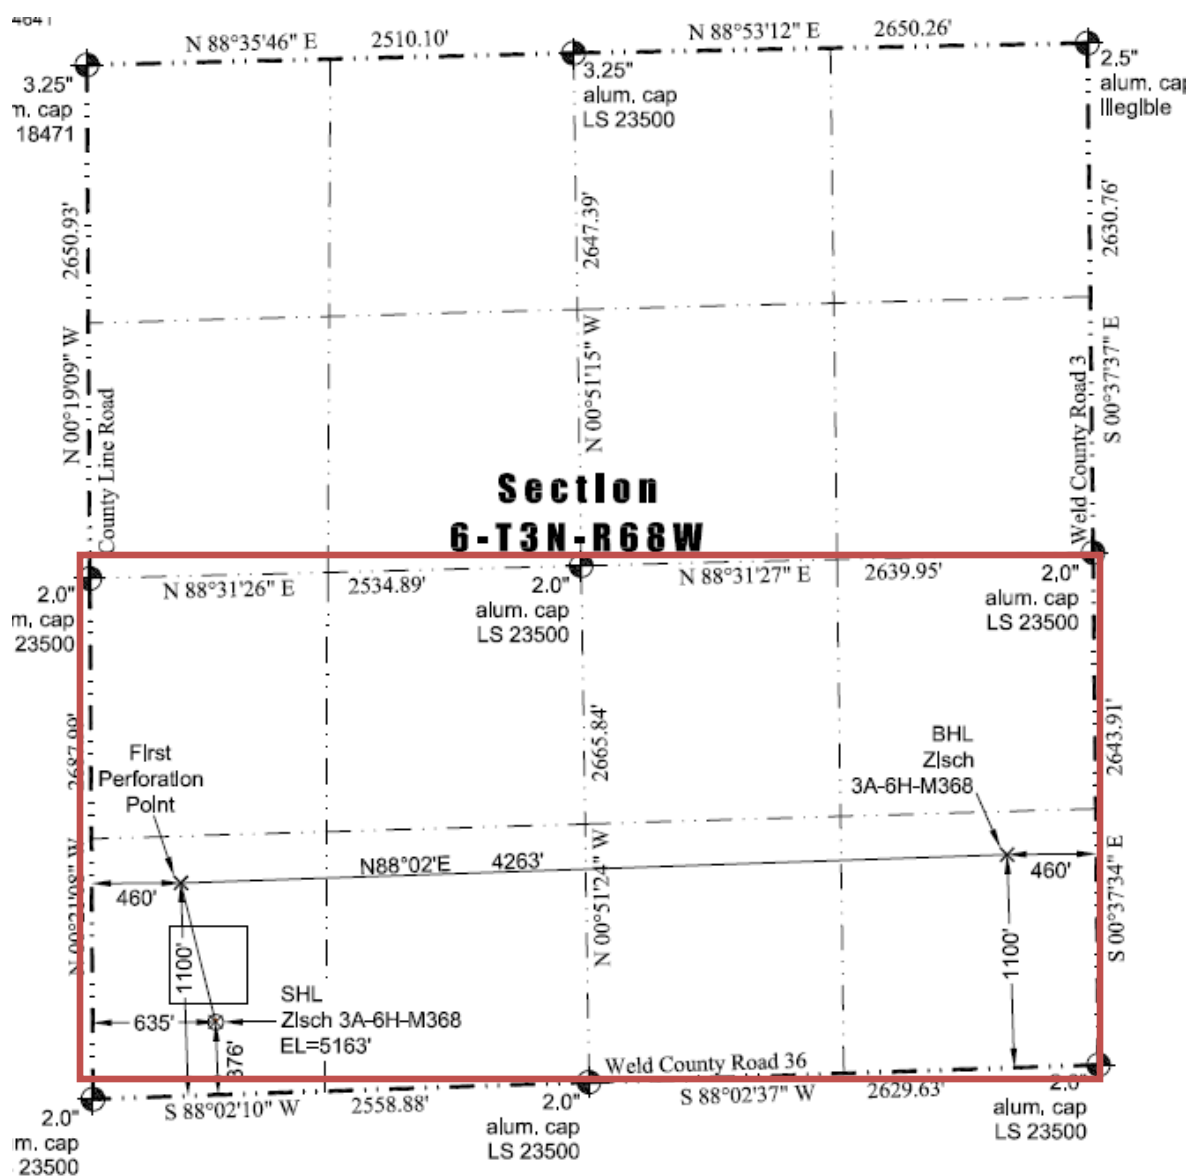 N 88°35'46" E 2510.10' N 88°53'12" E 2650.26'
3.25"
m. cap
18471
3.25"
alum. cap
LS 23500
2.5"
alum. cap
Illegible
2650.93'
N 00°19'09" W
County Line Road
2647.39'
N 00°51'15" W
2630.76'
S 00°37'37" E
Weld County Road 3
Section
6-T3N-R68W
N 88°31'26" E 2534.89' N 88°31'27" E 2639.95'
2.0"
m. cap
23500
2.0"
alum. cap
LS 23500
2.0"
alum. cap
LS 23500
First
Perforation
Point
2665.84'
N 00°51'24" W
BHL
Zisch
3A-6H-M368
2643.91'
S 00°37'34" E
N88°02'E 4263'
460'
460'
1100'
1100'
635'
376'
SHL
Zisch 3A-6H-M368
EL=5163'
Weld County Road 36
S 88°02'10" W 2558.88' S 88°02'37" W 2629.63'
2.0"
m. cap
23500
2.0"
alum. cap
LS 23500
2.0"
alum. cap
LS 23500